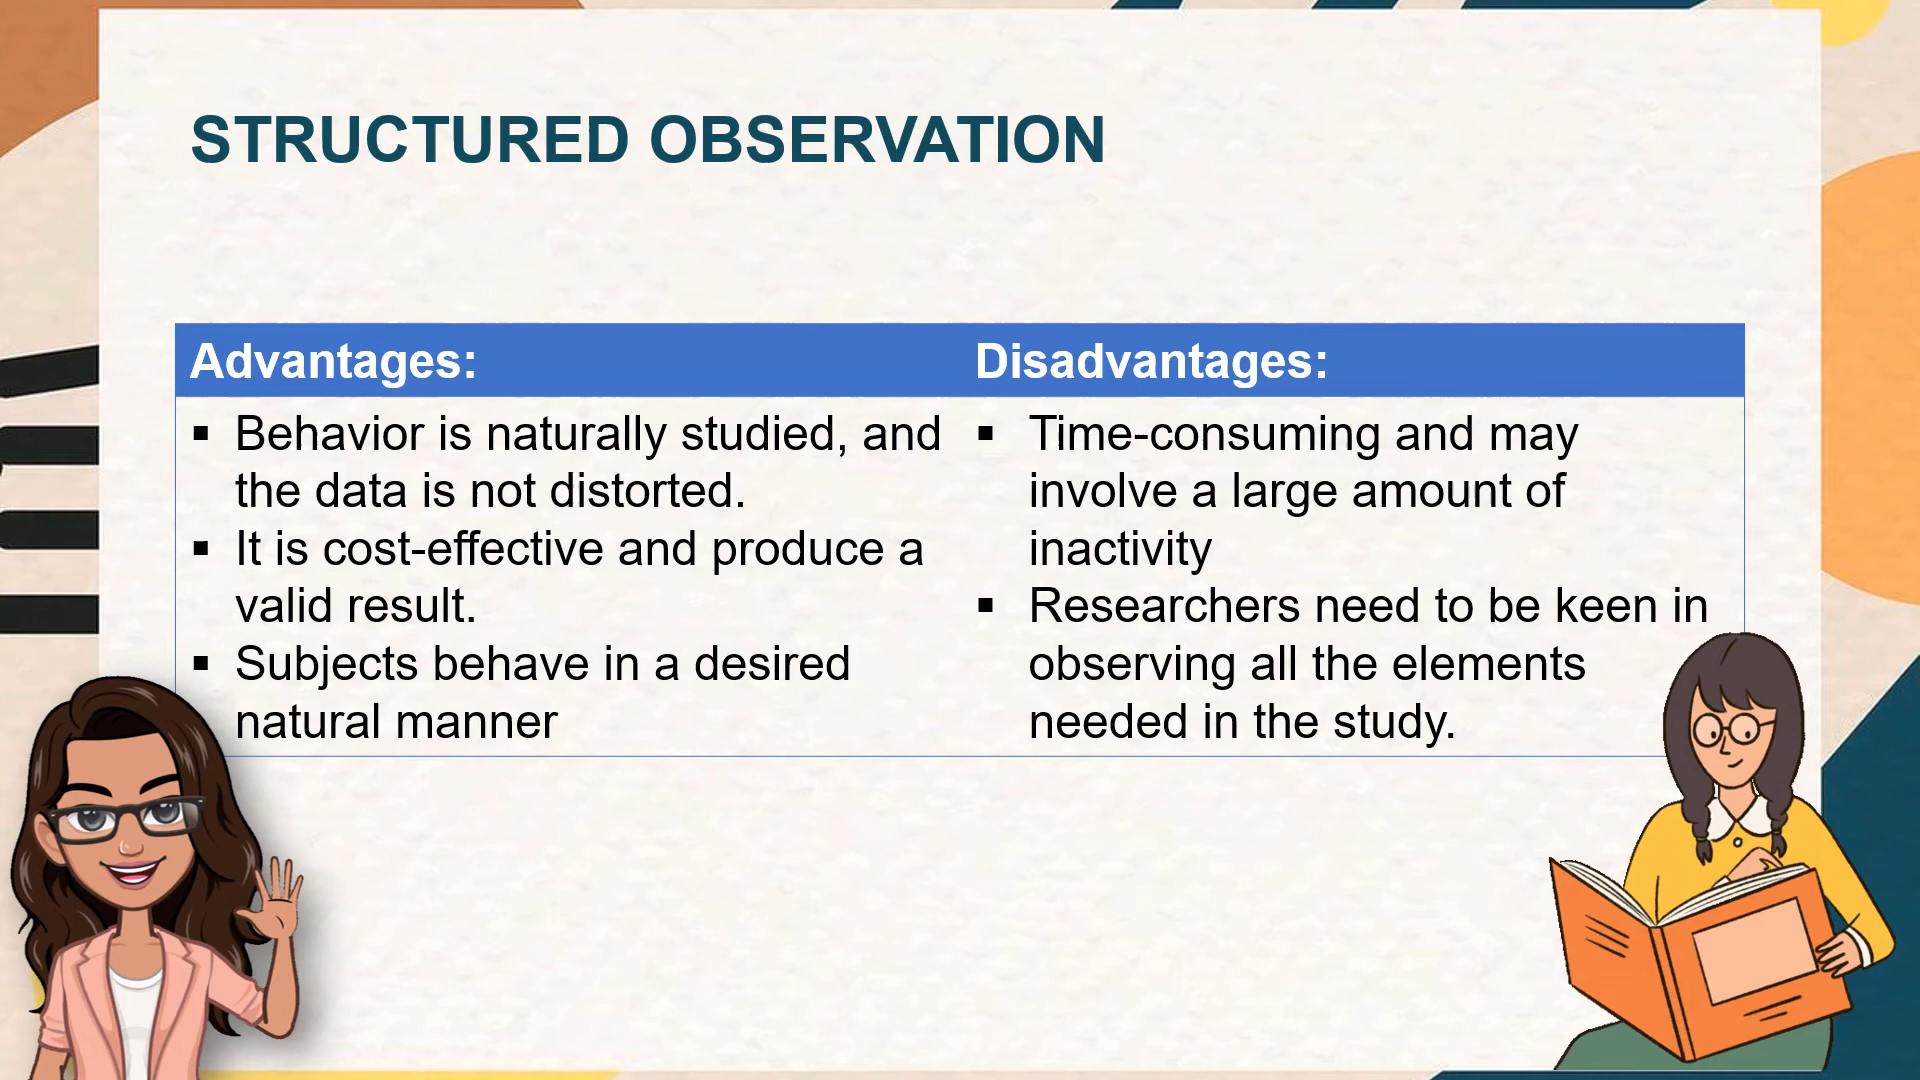 STRUCTURED OBSERVATION
Advantages:
▪ Behavior is naturally studied, and
the data is not distorted.
▪ It is cost-effective and produce a
valid result.
▪ Subjects behave in a desired
natural manner
Disadvantages:
▪ Time-consuming and may
involve a large amount of
inactivity
▪ Researchers need to be keen in
observing all the elements
needed in the study.